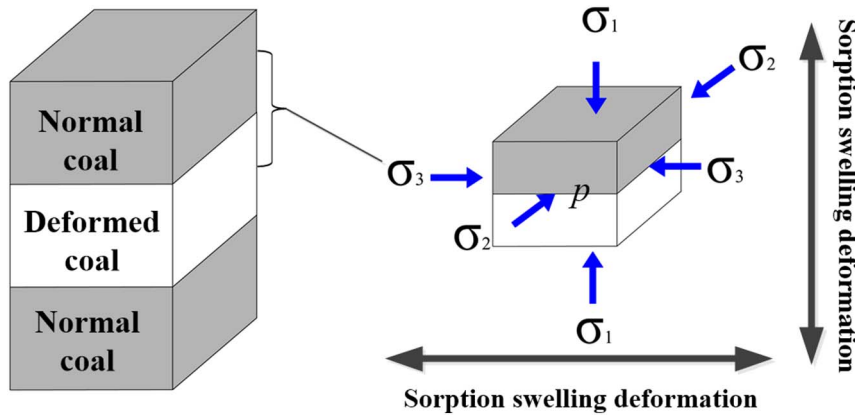 Normal
coal
Deformed
coal
Normal
coal
σ1
σ2
σ3
σ3
p
σ2
σ1
Sorption swelling deformation
Sorption swelling deformation